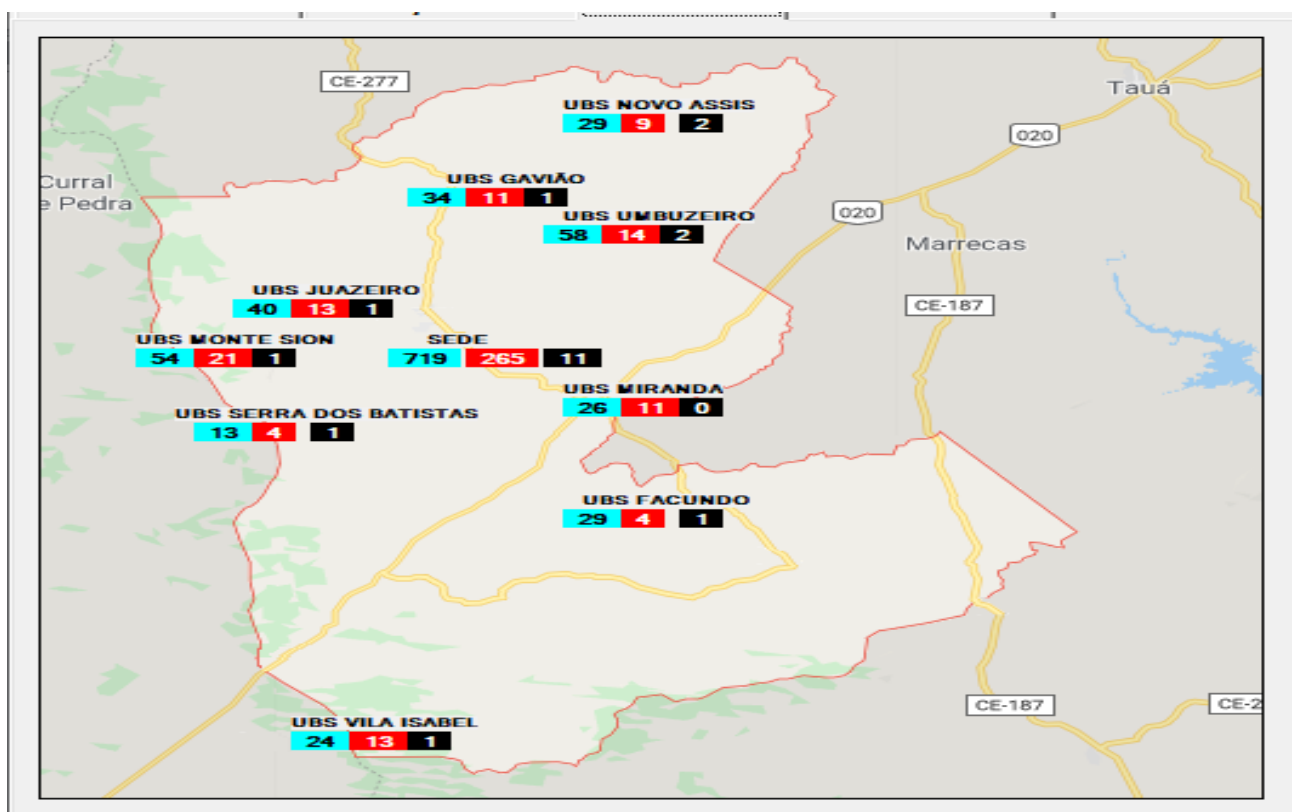 CE-277
UBS NOVO ASSIS
29 9 2
Tauá
020
Curral
e Pedra
UBS GAVIÃO
34 11 1
UBS UMBUZEIRO
58 14 2
020
Marrecas
UBS JUAZEIRO
40 13 1
CE-187
UBS MONTE SION
54 21 1
SEDE
719 265 11
UBS MIRANDA
26 11 0
UBS SERRA DOS BATISTAS
13 4 1
UBS FACUNDO
29 4 1
CE-187
CE-2
UBS VILA ISABEL
24 13 1